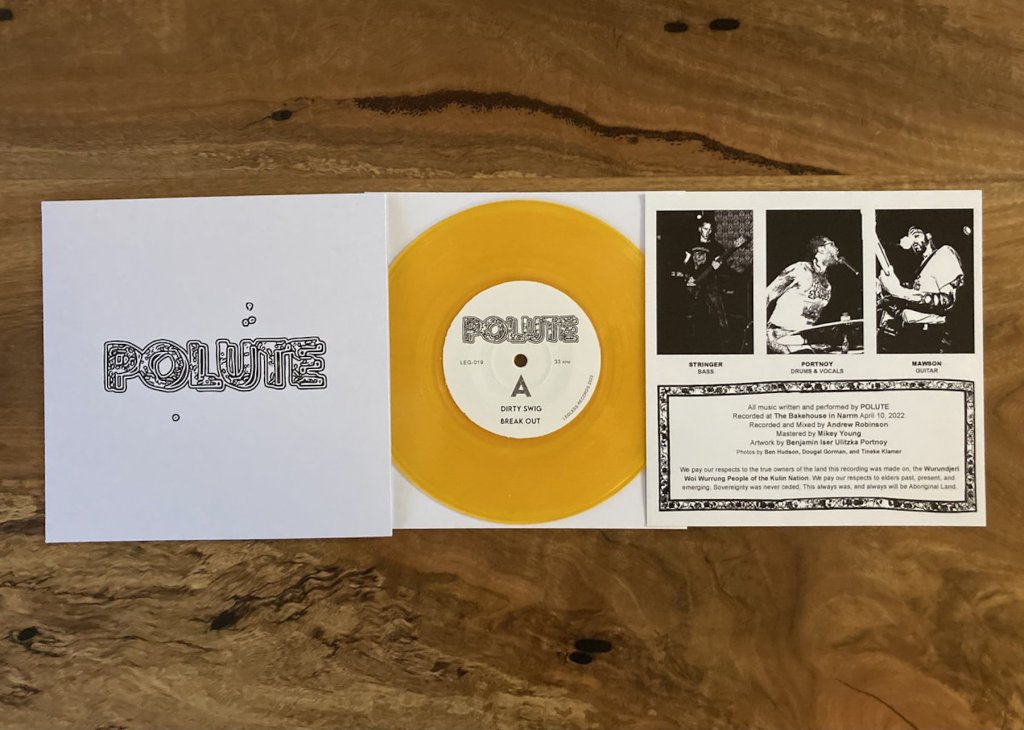 POLUTE
POLUTE
LEG-019
33 RPM
A
DIRTY SWIG
BREAK OUT
LEGLESS RECORDS 2022
STRINGER
BASS
PORTNOY
DRUMS & VOCALS
MAWSON
GUITAR
All music written and performed by POLUTE
Recorded at The Bakehouse in Narrm April 10, 2022
Recorded and Mixed by Andrew Robinson
Mastered by Mikey Young
Artwork by Benjamin Iser Ulitzka Portnoy
Photos by Ben Hudson, Dougal Gorman, and Tineke Klamer
We pay our respects to the true owners of the land this recording was made on, the Wurundjeri
Woi Wurrung People of the Kulin Nation. We pay our respects to elders past, present, and
emerging. Sovereignty was never ceded. This always was, and always will be Aboriginal Land.